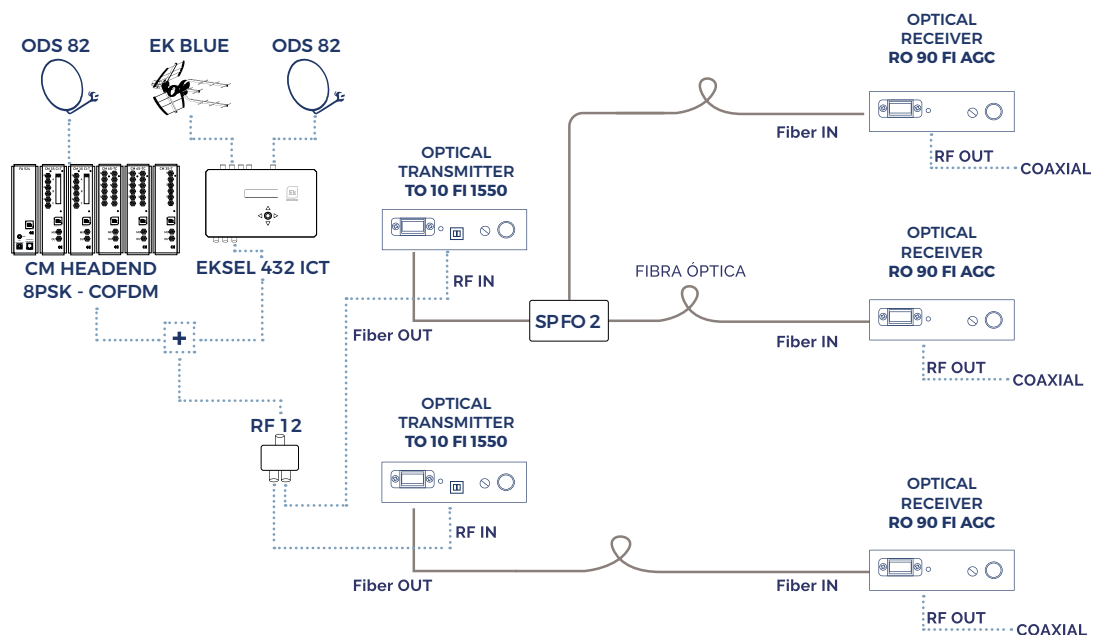 ODS 82
EK BLUE
ODS 82
CM HEADEND
8PSK - COFDM
EKSEL 432 ICT
+
RF 12
OPTICAL
TRANSMITTER
TO 10 FI 1550
RF IN
Fiber OUT
SPFO 2
FIBRA ÓPTICA
OPTICAL
RECEIVER
RO 90 FI AGC
Fiber IN
RF OUT
COAXIAL
OPTICAL
RECEIVER
RO 90 FI AGC
Fiber IN
RF OUT
COAXIAL
OPTICAL
TRANSMITTER
TO 10 FI 1550
RF IN
Fiber OUT
OPTICAL
RECEIVER
RO 90 FI AGC
Fiber IN
RF OUT
COAXIAL